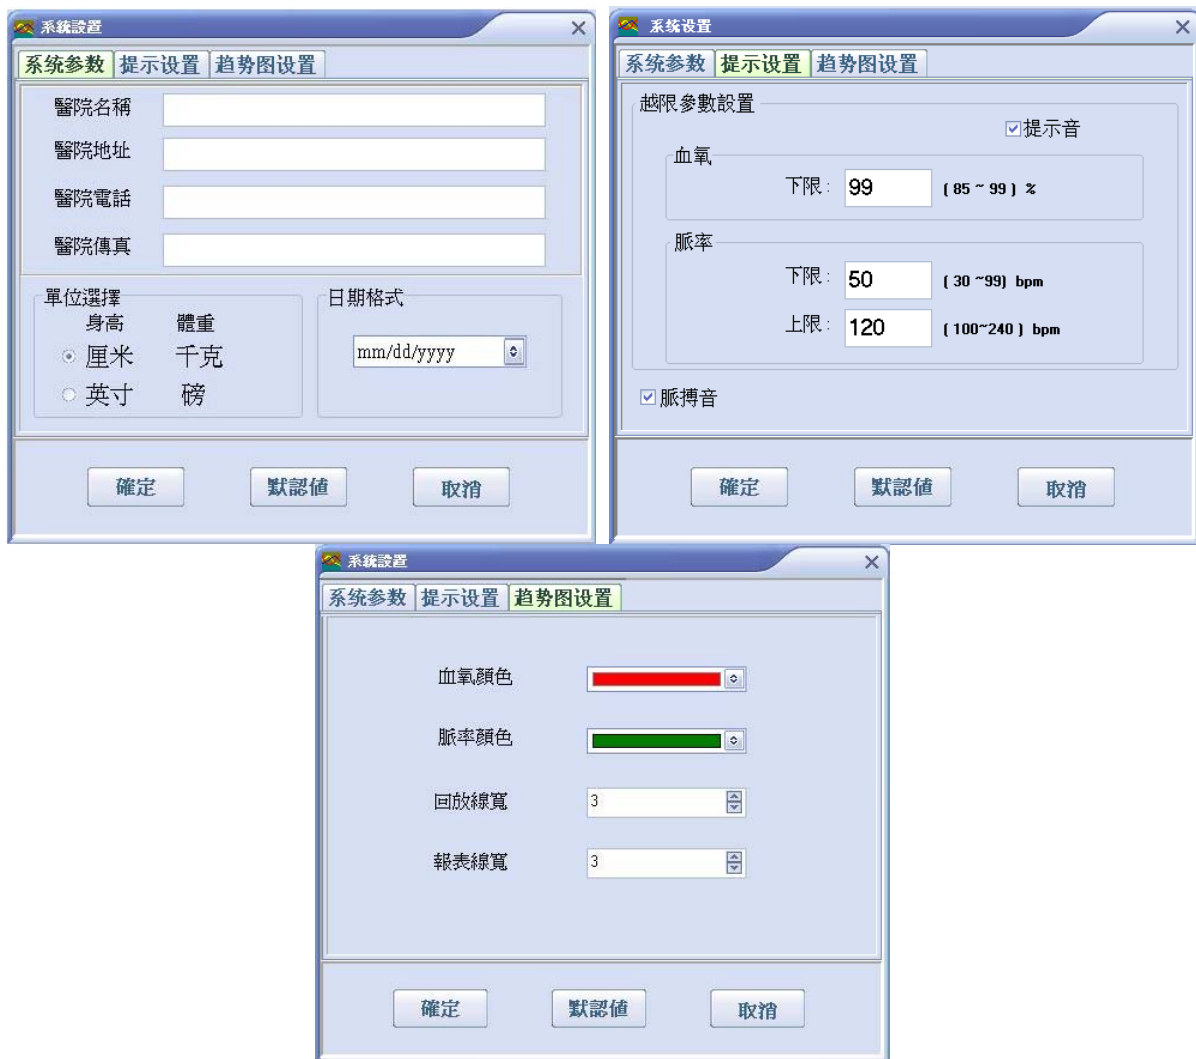 系統設置
系统参数 提示设置 趋势图设置
醫院名稱
醫院地址
醫院電話
醫院傳真
單位選擇
身高 體重
厘米 千克
英寸 磅
日期格式
mm/dd/yyyy
確定 默認値 取消
系统设置
系统参数 提示设置 趋势图设置
越限參數設置
提示音
血氧
下限: 99 (85~99) %
脈率
下限: 50 (30~99) bpm
上限: 120 (100~240) bpm
脈搏音
確定 默認値 取消
系統設置
系统参数 提示设置 趋势图设置
血氧顏色
脈率顏色
回放線寬 3
報表線寬 3
確定 默認値 取消